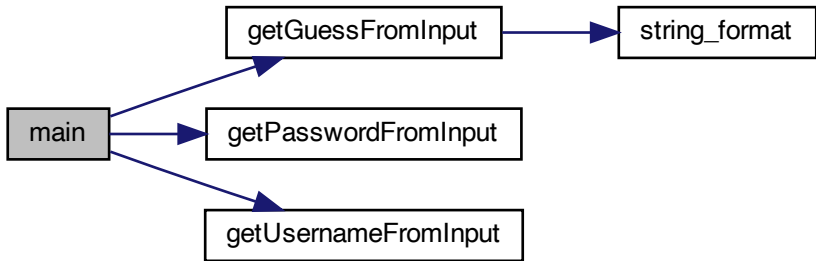 getGuessFromInput
string_format
main
getPasswordFromInput
getUsernameFromInput